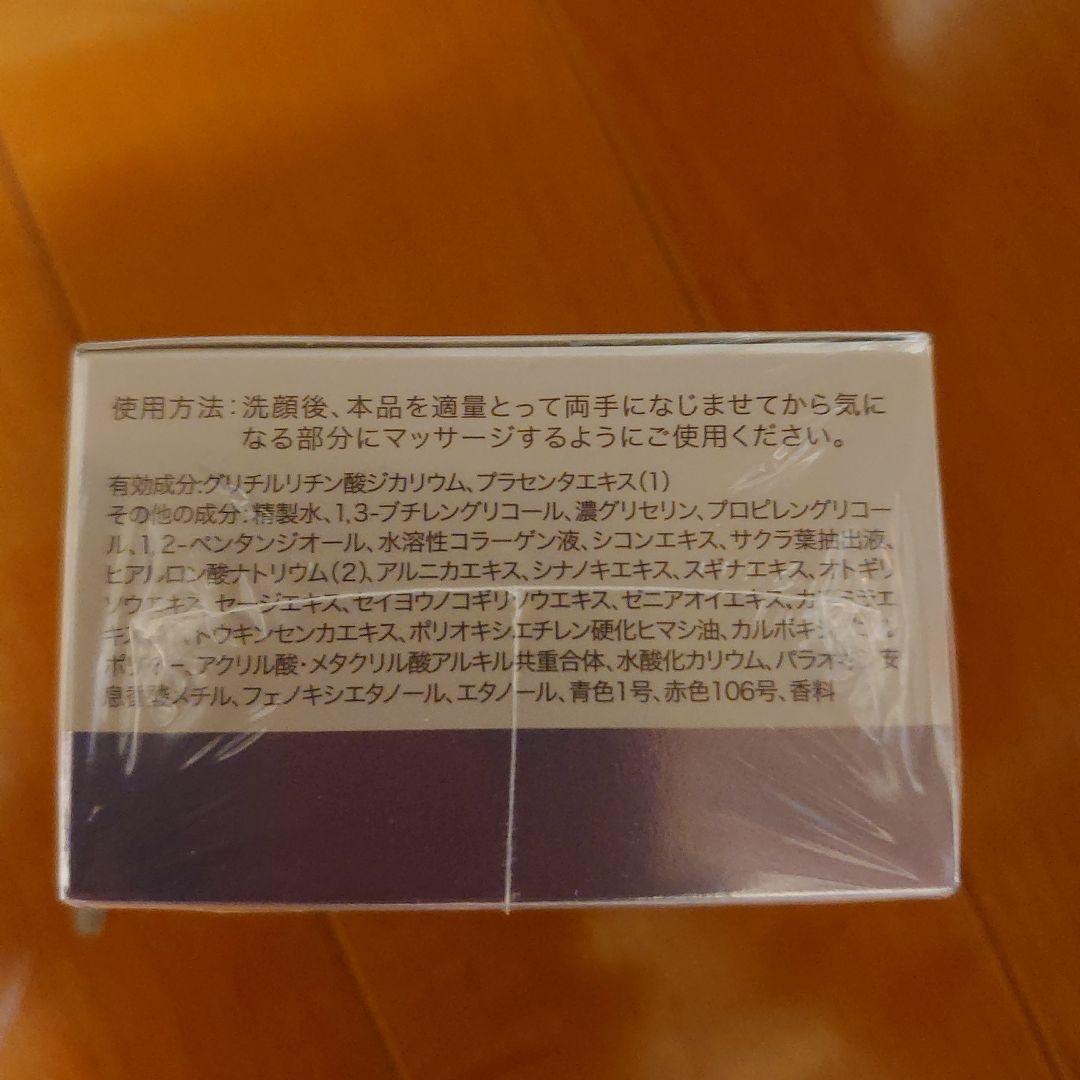 使用方法:洗顔後、本品を適量とって両手になじませてから気に
なる部分にマッサージするようにご使用ください。
有効成分:グリチルリチン酸ジカリウム、プラセンタエキス(1)
その他の成分:精製水、1,3-ブチレングリコール、濃グリセリン、プロピレングリコー
ル、1,2-ペンタンジオール、水溶性コラーゲン液、シコンエキス、サクラ葉抽出液、
ヒアルロン酸ナトリウム(2)、アルニカエキス、シナノキエキス、スギナエキス、オトギリ
ソウエキス、セージエキス、セイヨウノコギリソウエキス、ゼニアオイエキス、
トウキンセンカエキス、ポリオキシエチレン硬化ヒマシ油、
アクリル酸・メタクリル酸アルキル共重合体、水酸化カリウム、
息香酸メチル、フェノキシエタノール、エタノール、青色1号、赤色106号、香料